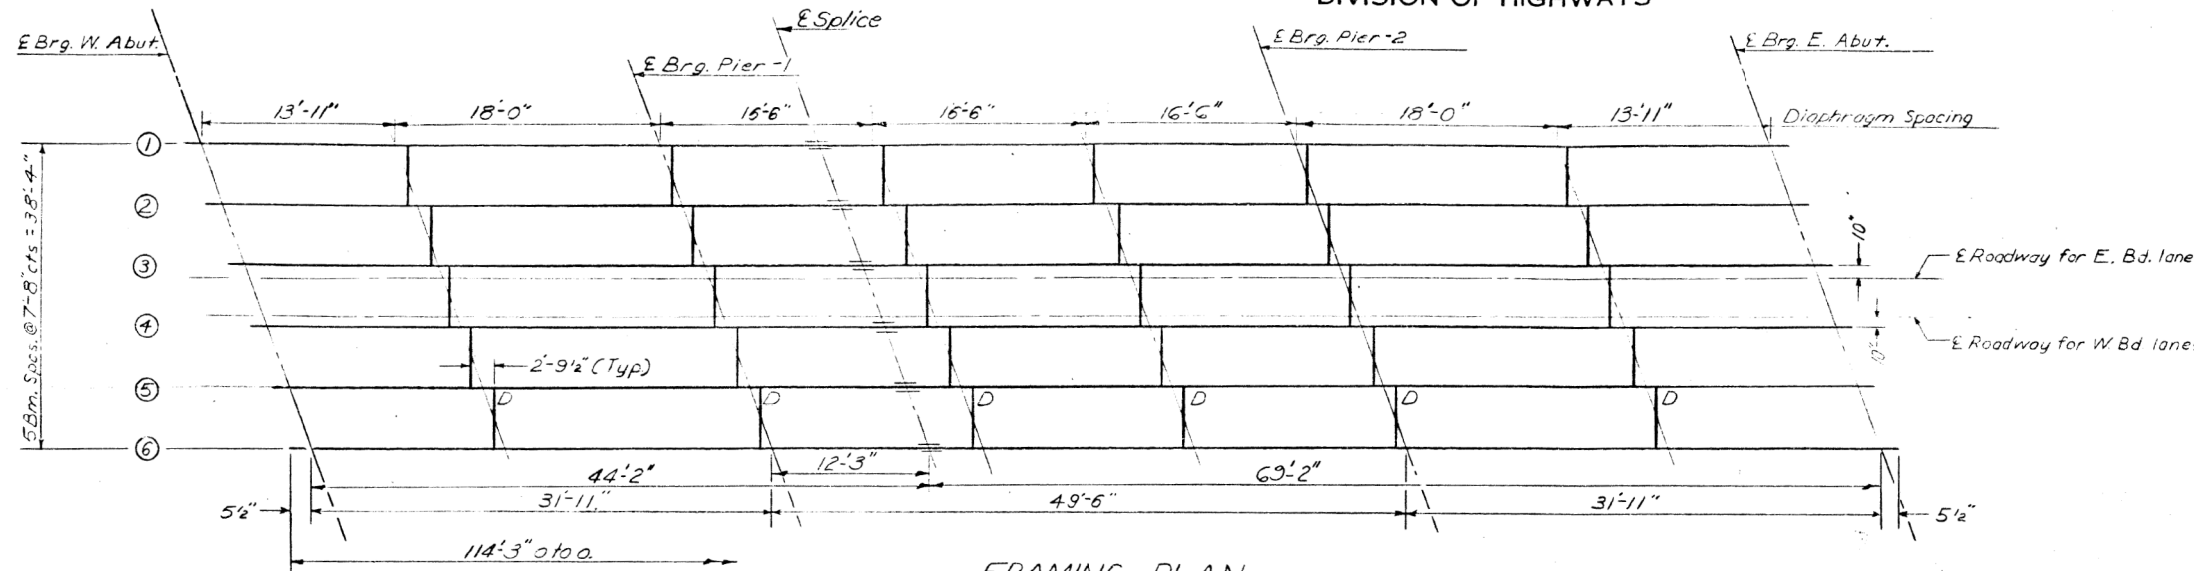 DIVISION OF HIGHWAYS
℄ Brg. W. Abut.
℄ Splice
℄ Brg. Pier-1
℄ Brg. Pier-2
℄ Brg. E. Abut.
13'-11" 18'-0" 16'-6" 16'-6" 16'-6" 18'-0" 13'-11" Diaphragm Spacing
5 Bm. Spcs. @ 7'-8" cts = 38'-4"
1
2
3
4
5
6
10"
℄ Roadway for E. Bd. lane
10"
℄ Roadway for W. Bd lane
2'-9½" (Typ)
D D D D D D
12'-3"
44'-2" 69'-2"
5½" 31'-11" 49'-6" 31'-11" 5½"
114'-3" o to o.
FRAMING PLAN